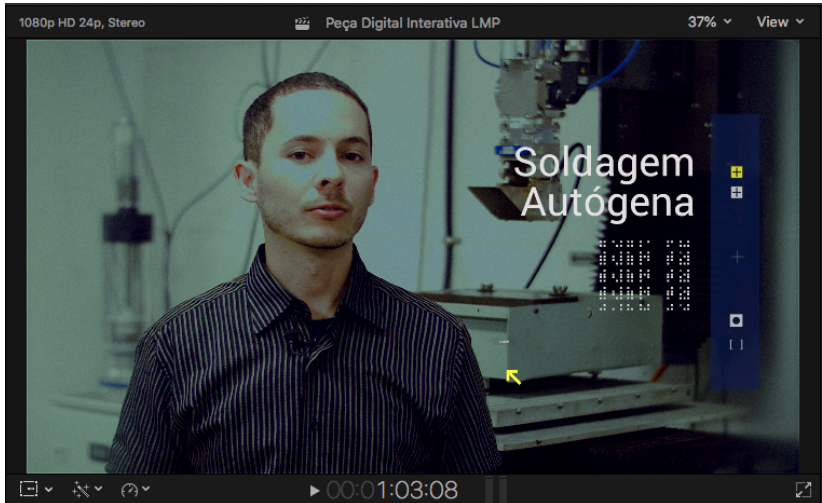 1080p HD 24p, Stereo
Peça Digital Interativa LMP
37%
View
Soldagem
Autógena
00:01:03:08